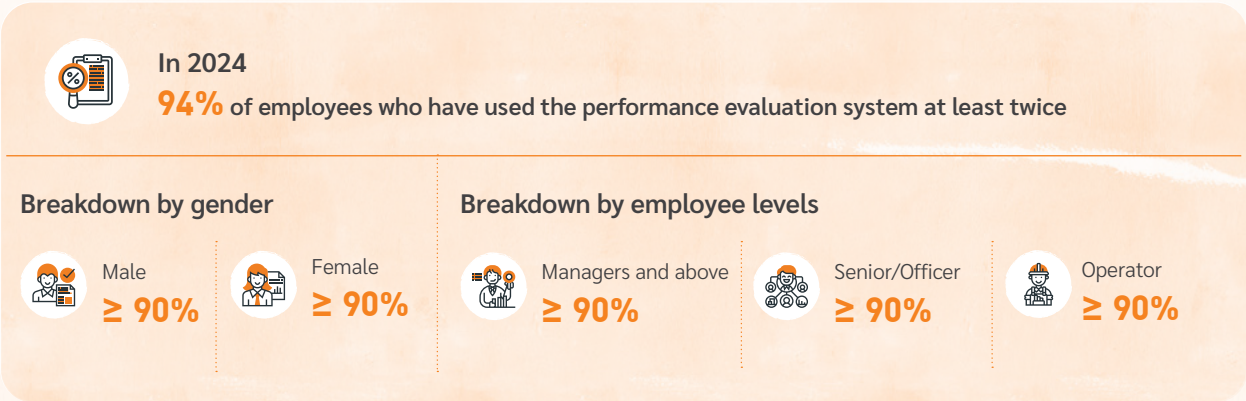 In 2024
94% of employees who have used the performance evaluation system at least twice
Breakdown by gender
Male
≥ 90%
Female
≥ 90%
Breakdown by employee levels
Managers and above
≥ 90%
Senior/Officer
≥ 90%
Operator
≥ 90%